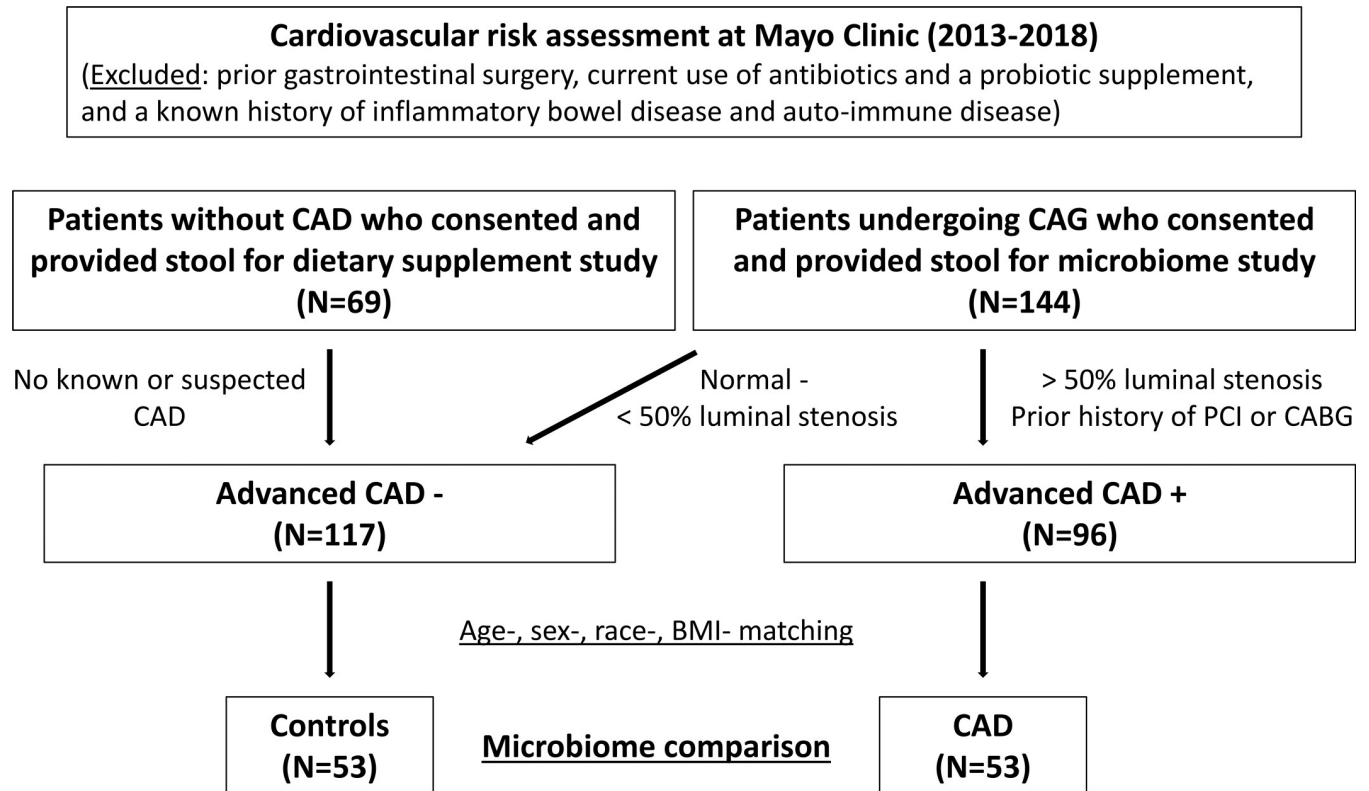 Cardiovascular risk assessment at Mayo Clinic (2013-2018)
(Excluded: prior gastrointestinal surgery, current use of antibiotics and a probiotic supplement,
and a known history of inflammatory bowel disease and auto-immune disease)
Patients without CAD who consented and
provided stool for dietary supplement study
(N=69)
Patients undergoing CAG who consented
and provided stool for microbiome study
(N=144)
No known or suspected
CAD
Normal -
< 50% luminal stenosis
> 50% luminal stenosis
Prior history of PCI or CABG
Advanced CAD -
(N=117)
Advanced CAD +
(N=96)
Age-, sex-, race-, BMI- matching
Controls
(N=53)
Microbiome comparison
CAD
(N=53)